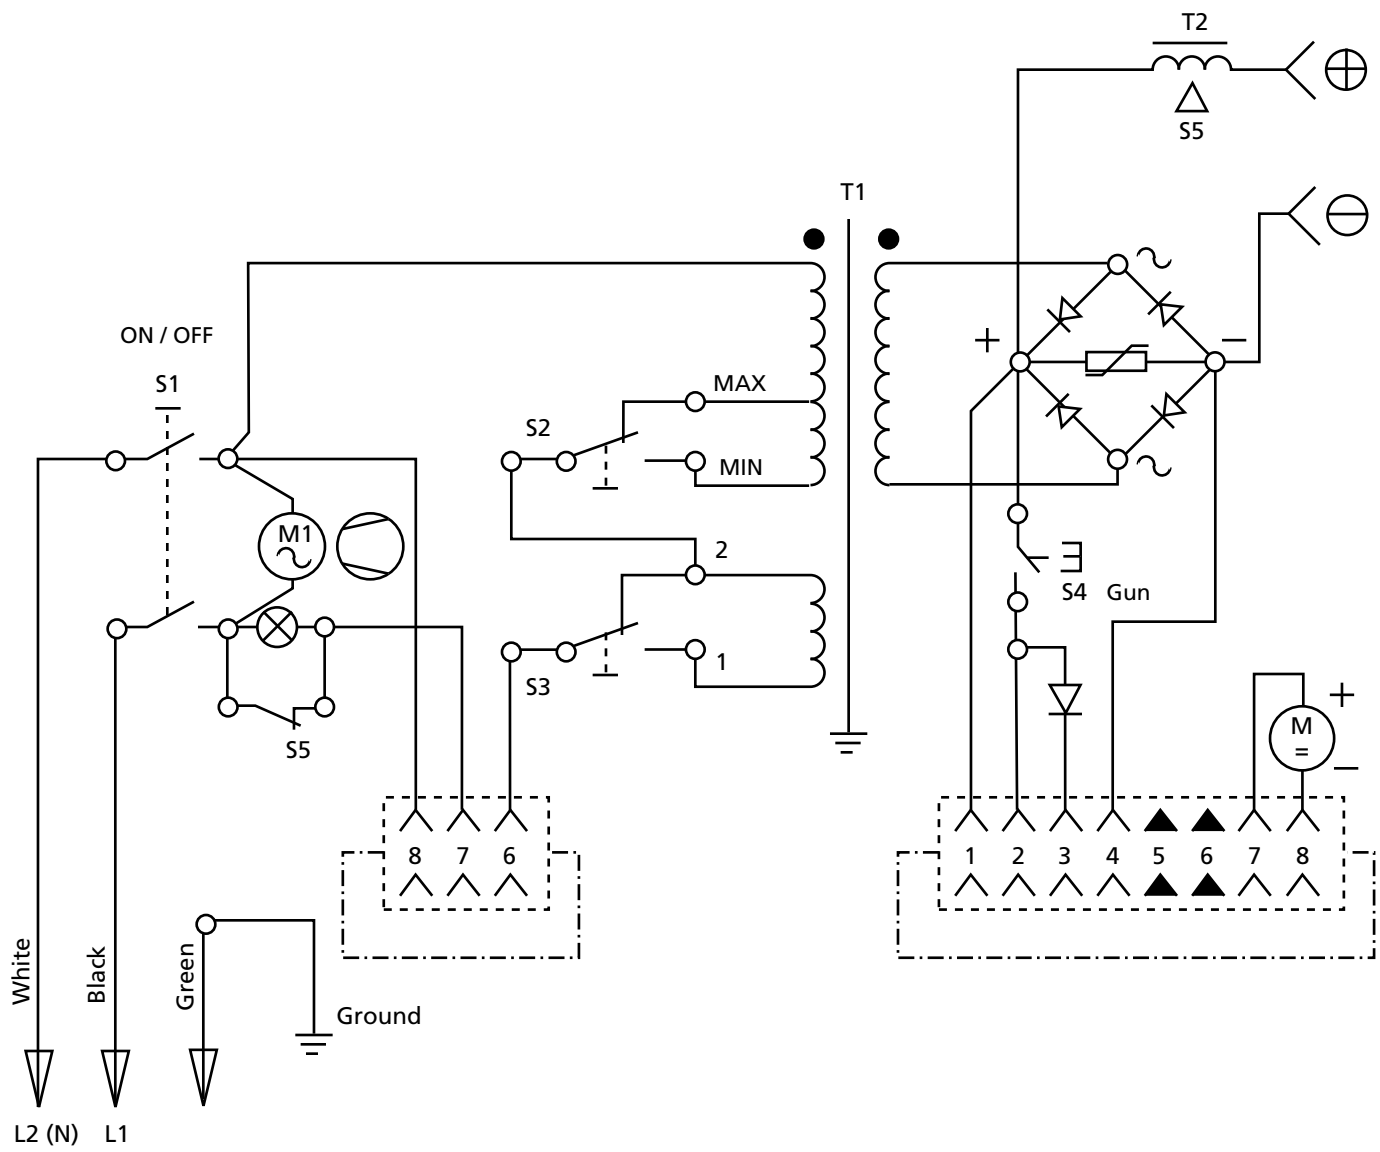 T2
S5
T1
+
−
ON / OFF
S1
MAX
S2
MIN
M1
2
S4 Gun
1
S3
S5
M
=
+
−
8 7 6
1 2 3 4 5 6 7 8
White
Black
Green
Ground
L2 (N) L1